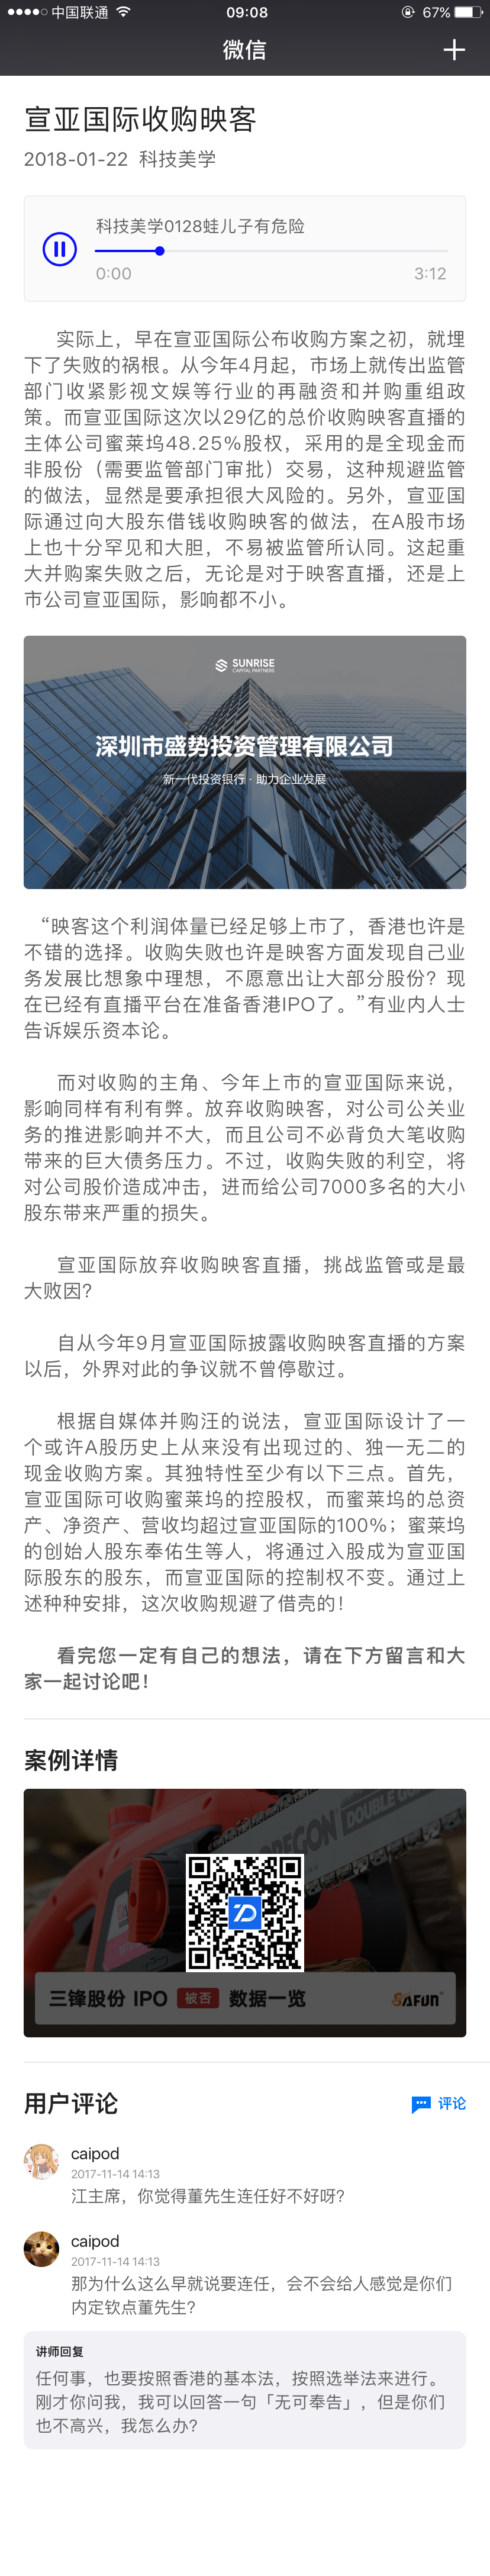 中国联通 09:08 67%
微信
宣亚国际收购映客
2018-01-22 科技美学
科技美学0128蛙儿子有危险
0:00 3:12
实际上，早在宣亚国际公布收购方案之初，就埋
下了失败的祸根。从今年4月起，市场上就传出监管
部门收紧影视文娱等行业的再融资和并购重组政
策。而宣亚国际这次以29亿的总价收购映客直播的
主体公司蜜莱坞48.25%股权，采用的是全现金而
非股份（需要监管部门审批）交易，这种规避监管
的做法，显然是要承担很大风险的。另外，宣亚国
际通过向大股东借钱收购映客的做法，在A股市场
上也十分罕见和大胆，不易被监管所认同。这起重
大并购案失败之后，无论是对于映客直播，还是上
市公司宣亚国际，影响都不小。
SUNRISE
CAPITAL PARTNERS
深圳市盛势投资管理有限公司
新一代投资银行 · 助力企业发展
“映客这个利润体量已经足够上市了，香港也许是
不错的选择。收购失败也许是映客方面发现自己业
务发展比想象中理想，不愿意出让大部分股份？现
在已经有直播平台在准备香港IPO了。”有业内人士
告诉娱乐资本论。
而对收购的主角、今年上市的宣亚国际来说，
影响同样有利有弊。放弃收购映客，对公司公关业
务的推进影响并不大，而且公司不必背负大笔收购
带来的巨大债务压力。不过，收购失败的利空，将
对公司股价造成冲击，进而给公司7000多名的大小
股东带来严重的损失。
宣亚国际放弃收购映客直播，挑战监管或是最
大败因？
自从今年9月宣亚国际披露收购映客直播的方案
以后，外界对此的争议就不曾停歇过。
根据自媒体并购汪的说法，宣亚国际设计了一
个或许A股历史上从来没有出现过的、独一无二的
现金收购方案。其独特性至少有以下三点。首先，
宣亚国际可收购蜜莱坞的控股权，而蜜莱坞的总资
产、净资产、营收均超过宣亚国际的100%；蜜莱坞
的创始人股东奉佑生等人，将通过入股成为宣亚国
际股东的股东，而宣亚国际的控制权不变。通过上
述种种安排，这次收购规避了借壳的！
看完您一定有自己的想法，请在下方留言和大
家一起讨论吧！
案例详情
OREGON DOUBLE GU
三锋股份 IPO 被否 数据一览 SAFUN
用户评论 评论
caipod
2017-11-14 14:13
江主席，你觉得董先生连任好不好呀？
caipod
2017-11-14 14:13
那为什么这么早就说要连任，会不会给人感觉是你们
内定钦点董先生？
讲师回复
任何事，也要按照香港的基本法，按照选举法来进行。
刚才你问我，我可以回答一句「无可奉告」，但是你们
也不高兴，我怎么办？